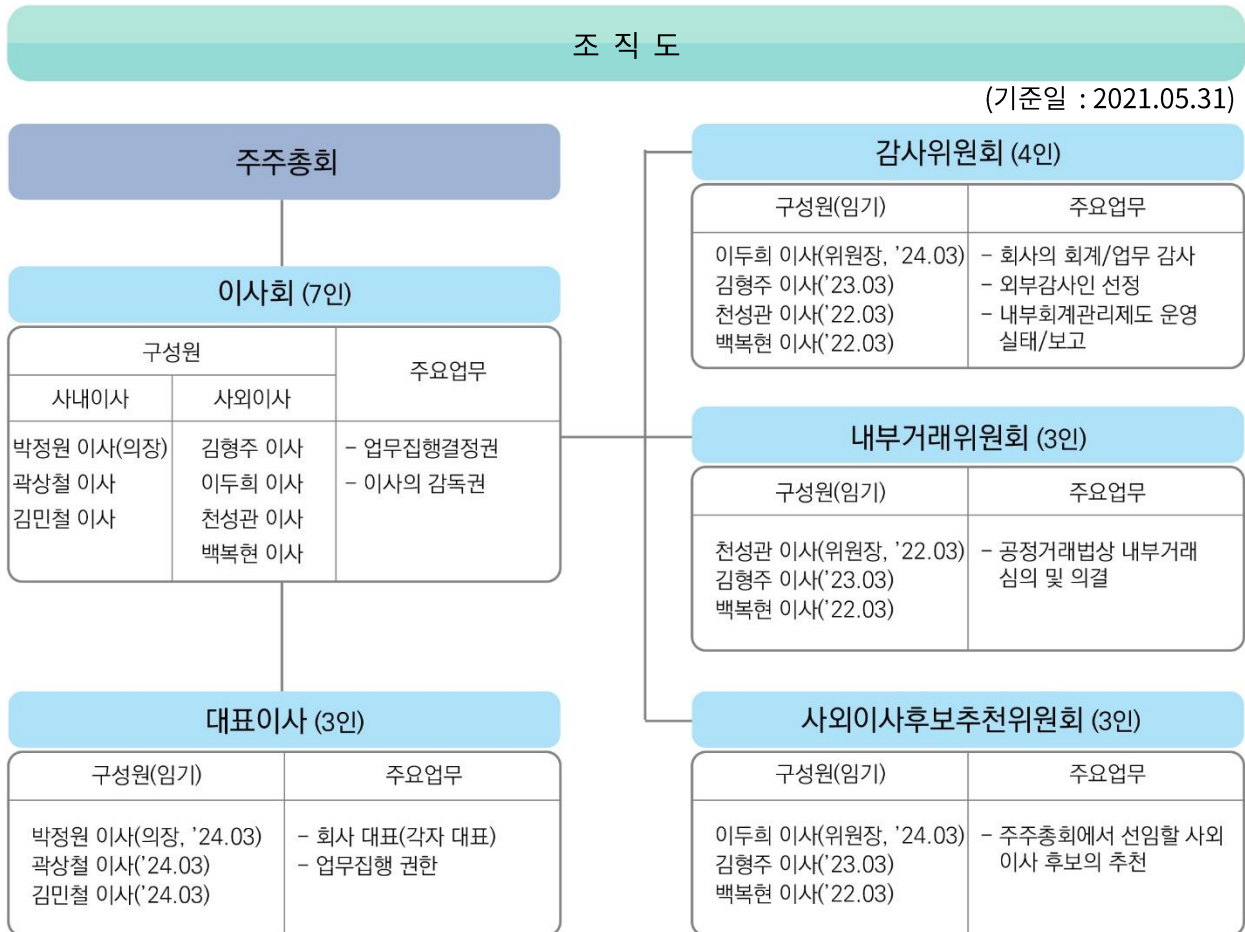 조 직 도
(기준일 : 2021.05.31)
주주총회
이사회 (7인)
구성원
주요업무
사내이사
사외이사
박정원 이사(의장)
곽상철 이사
김민철 이사
김형주 이사
이두희 이사
천성관 이사
백복현 이사
- 업무집행결정권
- 이사의 감독권
대표이사 (3인)
구성원(임기)
주요업무
박정원 이사(의장, ’24.03)
곽상철 이사(’24.03)
김민철 이사(’24.03)
- 회사 대표(각자 대표)
- 업무집행 권한
감사위원회 (4인)
구성원(임기)
주요업무
이두희 이사(위원장, ’24.03)
김형주 이사(’23.03)
천성관 이사(’22.03)
백복현 이사(’22.03)
- 회사의 회계/업무 감사
- 외부감사인 선정
- 내부회계관리제도 운영
실태/보고
내부거래위원회 (3인)
구성원(임기)
주요업무
천성관 이사(위원장, ’22.03)
김형주 이사(’23.03)
백복현 이사(’22.03)
- 공정거래법상 내부거래
심의 및 의결
사외이사후보추천위원회 (3인)
구성원(임기)
주요업무
이두희 이사(위원장, ’24.03)
김형주 이사(’23.03)
백복현 이사(’22.03)
- 주주총회에서 선임할 사외
이사 후보의 추천